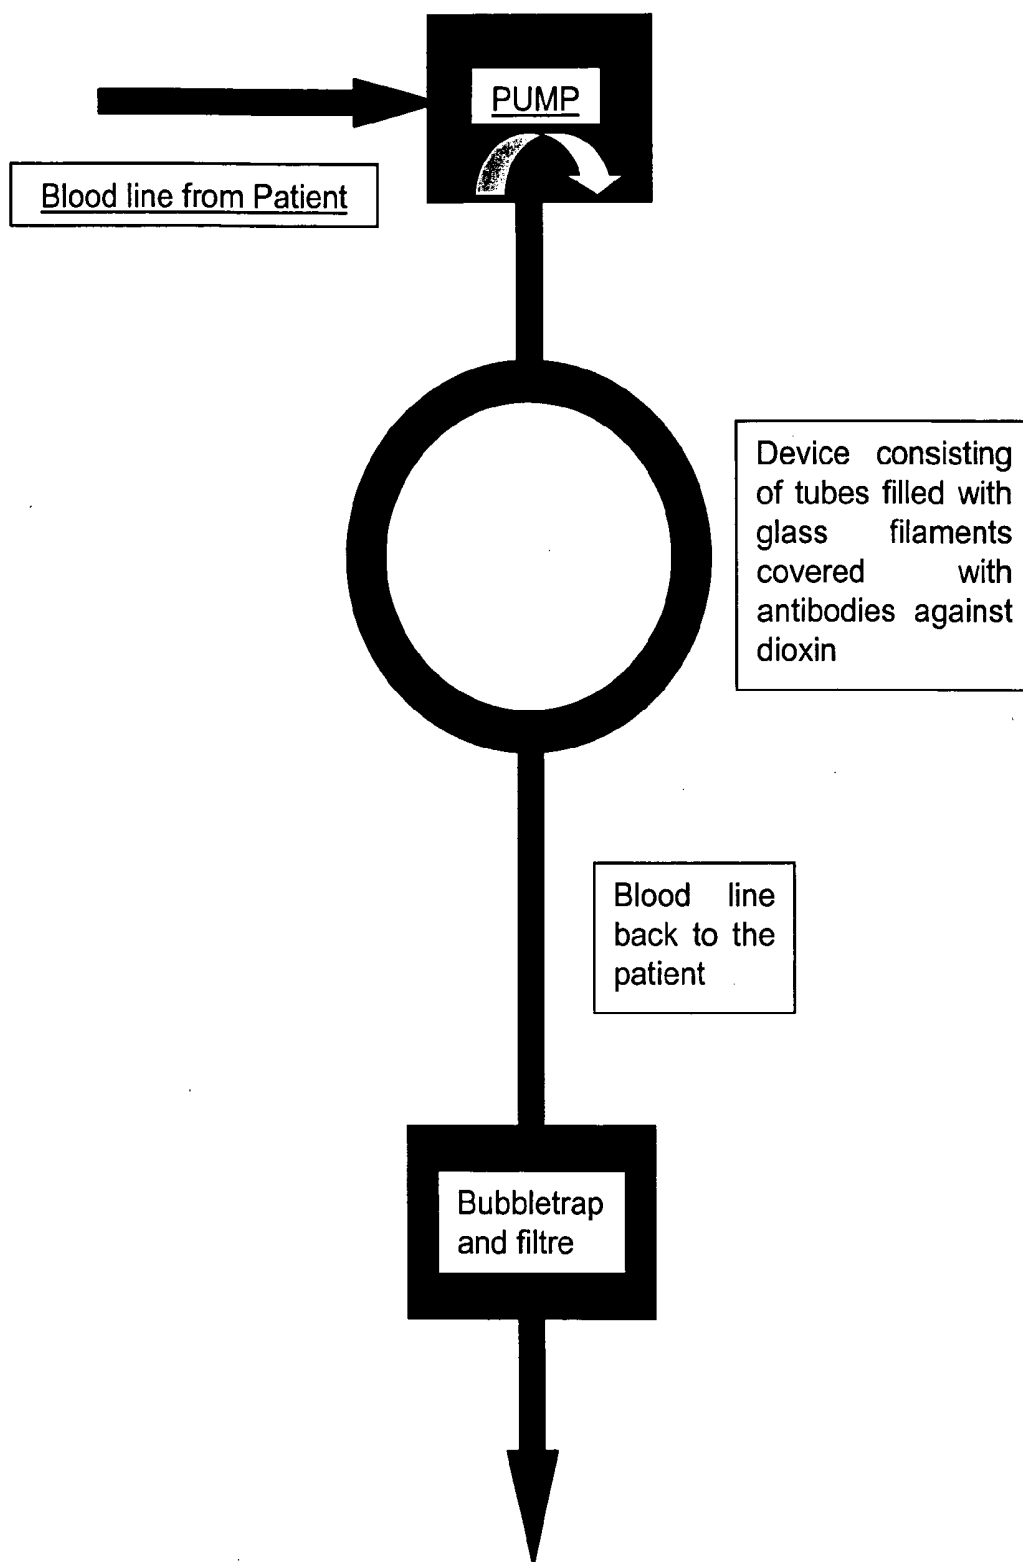 PUMP
Blood line from Patient
Device consisting
of tubes filled with
glass filaments
covered with
antibodies against
dioxin
Blood line
back to the
patient
Bubbletrap
and filtre